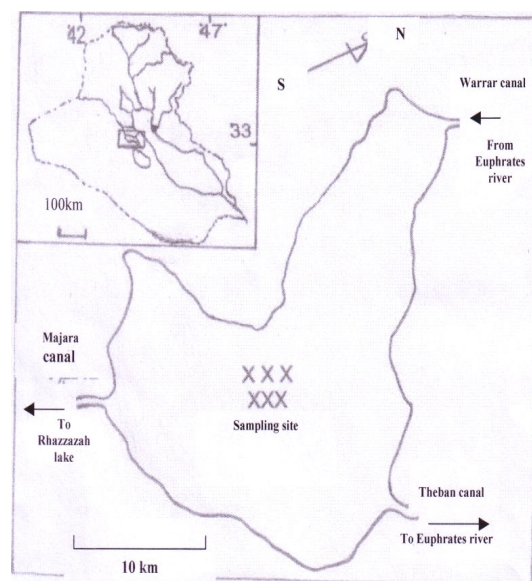 42
47
N
S
Warrar canal
33
From
Euphrates
river
100km
Majara
canal
X X X
XXX
To
Rhazzazah
lake
Sampling site
Theban canal
10 km
To Euphrates river